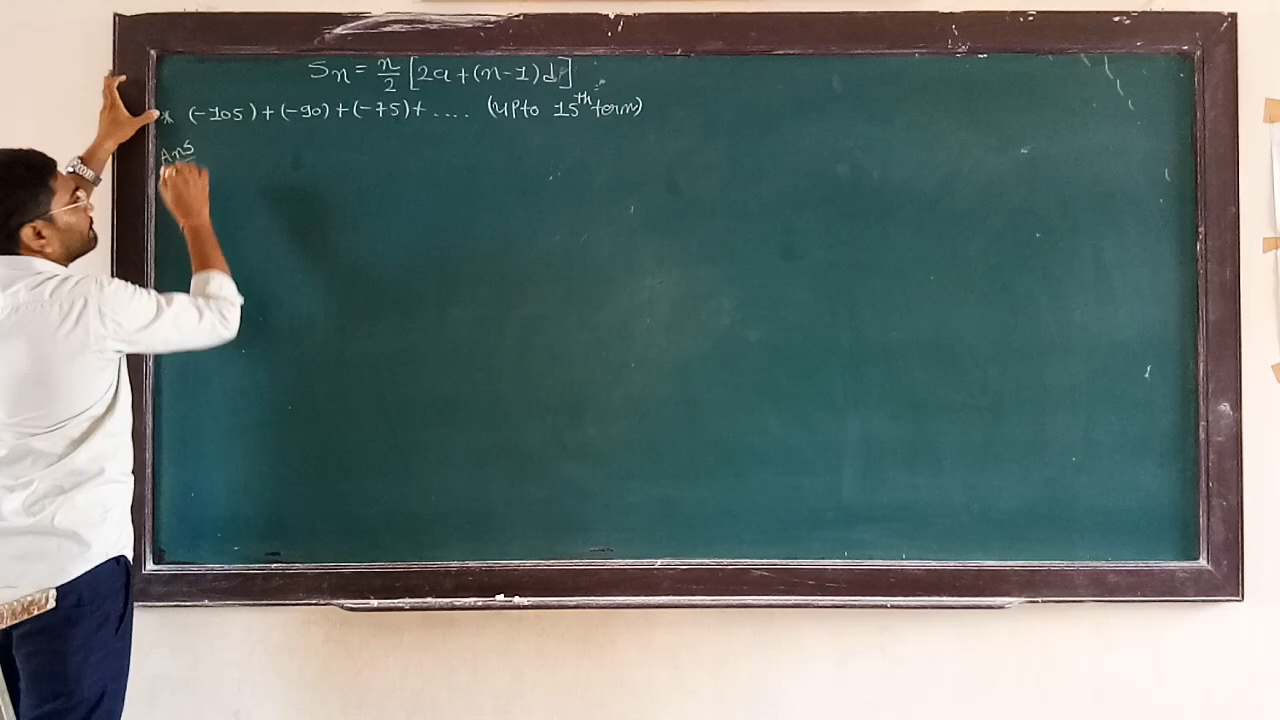 Sn = n/2 [2a + (n-1) d]
* (-105) + (-90) + (-75) + .... (upto 15th term)
Ans